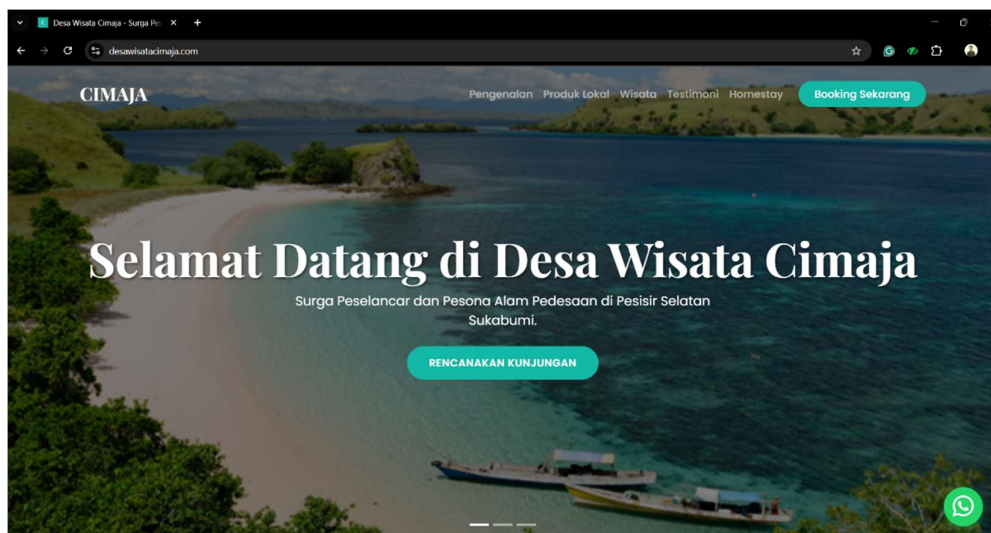 Desa Wisata Cimaja - Surga Pes
desawisatacimaja.com
CIMAJA
Pengenalan Produk Lokal Wisata Testimoni Homestay Booking Sekarang
Selamat Datang di Desa Wisata Cimaja
Surga Peselancar dan Pesona Alam Pedesaan di Pesisir Selatan
Sukabumi.
RENCANAKAN KUNJUNGAN